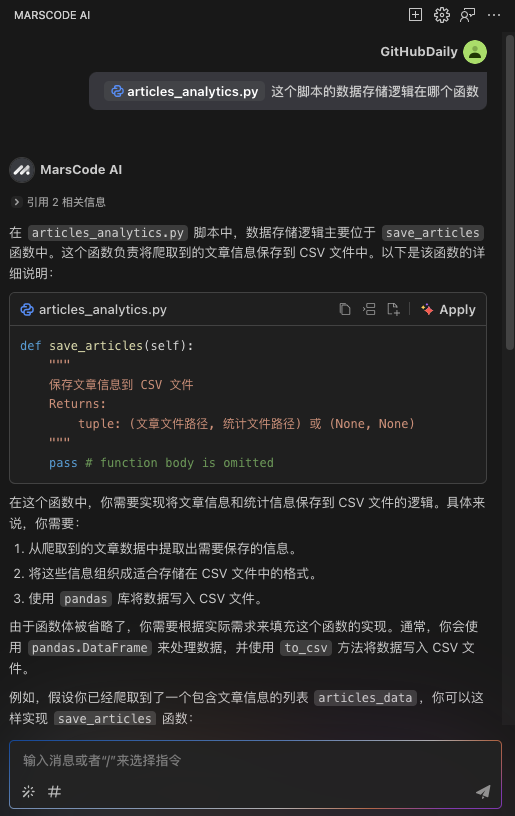 MARSCODE AI
GitHubDaily
articles_analytics.py 这个脚本的数据存储逻辑在哪个函数
MarsCode AI
引用 2 相关信息
在 articles_analytics.py 脚本中，数据存储逻辑主要位于 save_articles
函数中。这个函数负责将爬取到的文章信息保存到 CSV 文件中。以下是该函数的详
细说明：
articles_analytics.py Apply
def save_articles(self):
"""
保存文章信息到 CSV 文件
Returns:
tuple: (文章文件路径, 统计文件路径) 或 (None, None)
"""
pass # function body is omitted
在这个函数中，你需要实现将文章信息和统计信息保存到 CSV 文件的逻辑。具体来
说，你需要：
1. 从爬取到的文章数据中提取出需要保存的信息。
2. 将这些信息组织成适合存储在 CSV 文件中的格式。
3. 使用 pandas 库将数据写入 CSV 文件。
由于函数体被省略了，你需要根据实际需求来填充这个函数的实现。通常，你会使
用 pandas.DataFrame 来处理数据，并使用 to_csv 方法将数据写入 CSV 文
件。
例如，假设你已经爬取到了一个包含文章信息的列表 articles_data，你可以这
样实现 save_articles 函数：
输入消息或者“/”来选择指令